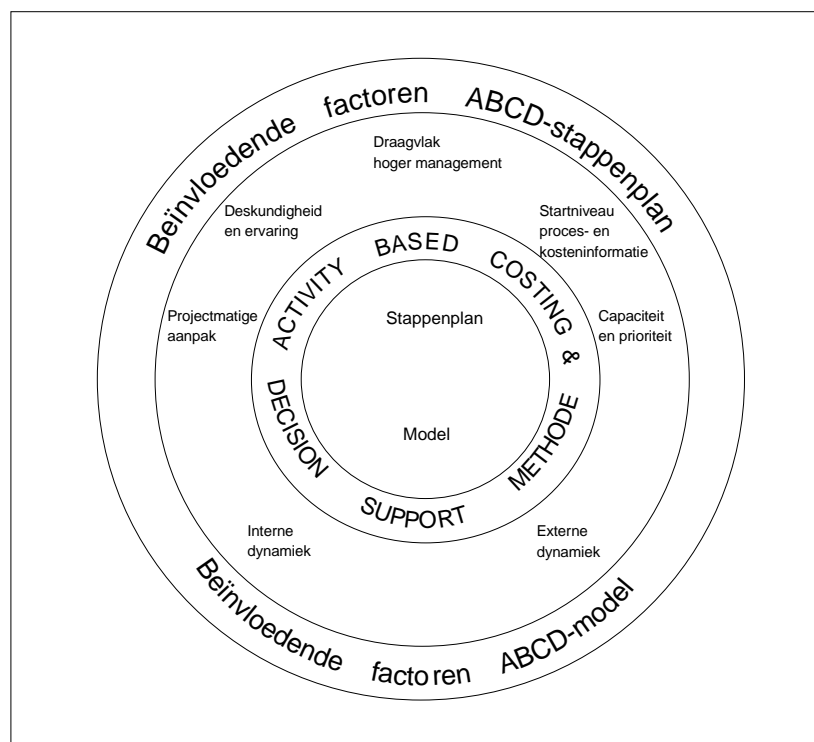 Beïnvloedende factoren ABCD-stappenplan
Draagvlak
hoger management
Deskundigheid
en ervaring
Startniveau
proces- en
kosteninformatie
Projectmatige
aanpak
Capaciteit
en prioriteit
ACTIVITY BASED COSTING &
DECISION SUPPORT METHODE
Stappenplan
Model
Interne
dynamiek
Externe
dynamiek
Beïnvloedende factoren ABCD-model